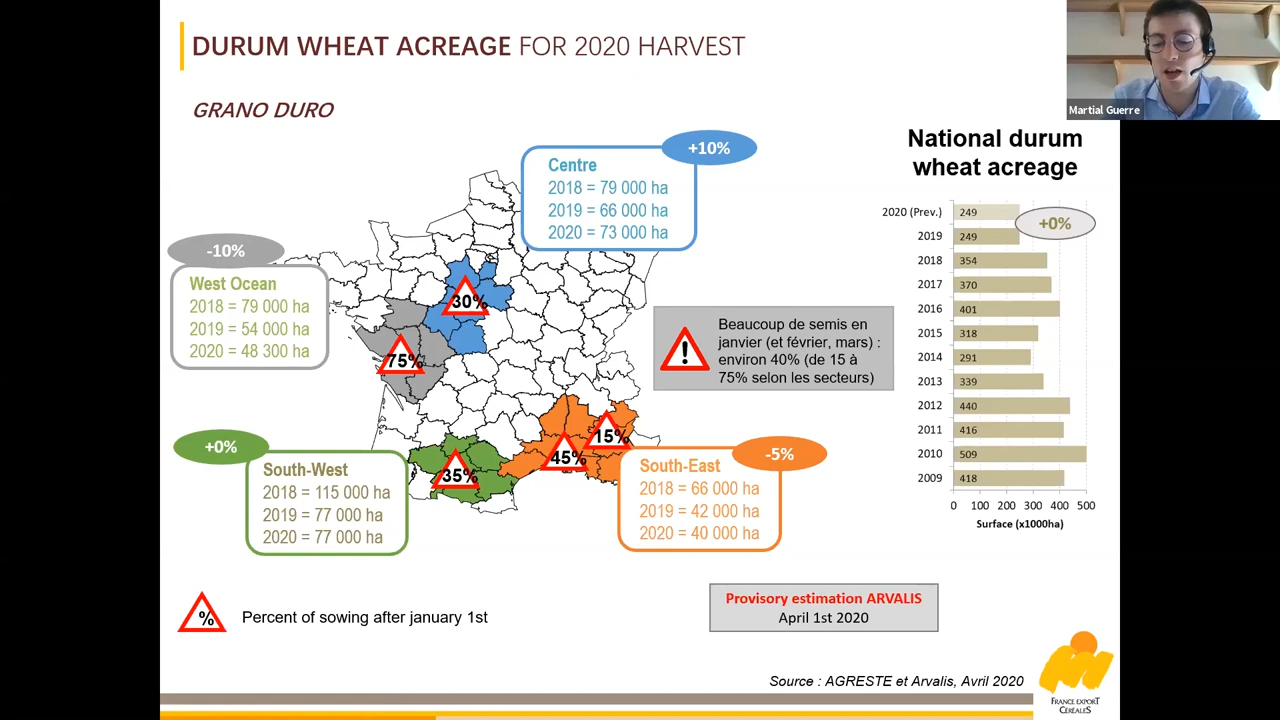 DURUM WHEAT ACREAGE FOR 2020 HARVEST
Martial Guerre
GRANO DURO
+10%
Centre
2018 = 79 000 ha
2019 = 66 000 ha
2020 = 73 000 ha
-10%
West Ocean
2018 = 79 000 ha
2019 = 54 000 ha
2020 = 48 300 ha
30%
75%
Beaucoup de semis en
janvier (et février, mars) :
environ 40% (de 15 à
75% selon les secteurs)
!
+0%
South-West
2018 = 115 000 ha
2019 = 77 000 ha
2020 = 77 000 ha
35%
45%
15%
-5%
South-East
2018 = 66 000 ha
2019 = 42 000 ha
2020 = 40 000 ha
National durum
wheat acreage
2020 (Prev.) 249
+0%
2019 249
2018 354
2017 370
2016 401
2015 318
2014 291
2013 339
2012 440
2011 416
2010 509
2009 418
0 100 200 300 400 500
Surface (x1000ha)
% Percent of sowing after january 1st
Provisory estimation ARVALIS
April 1st 2020
Source : AGRESTE et Arvalis, Avril 2020
FRANCE EXPORT
CÉRÉALES